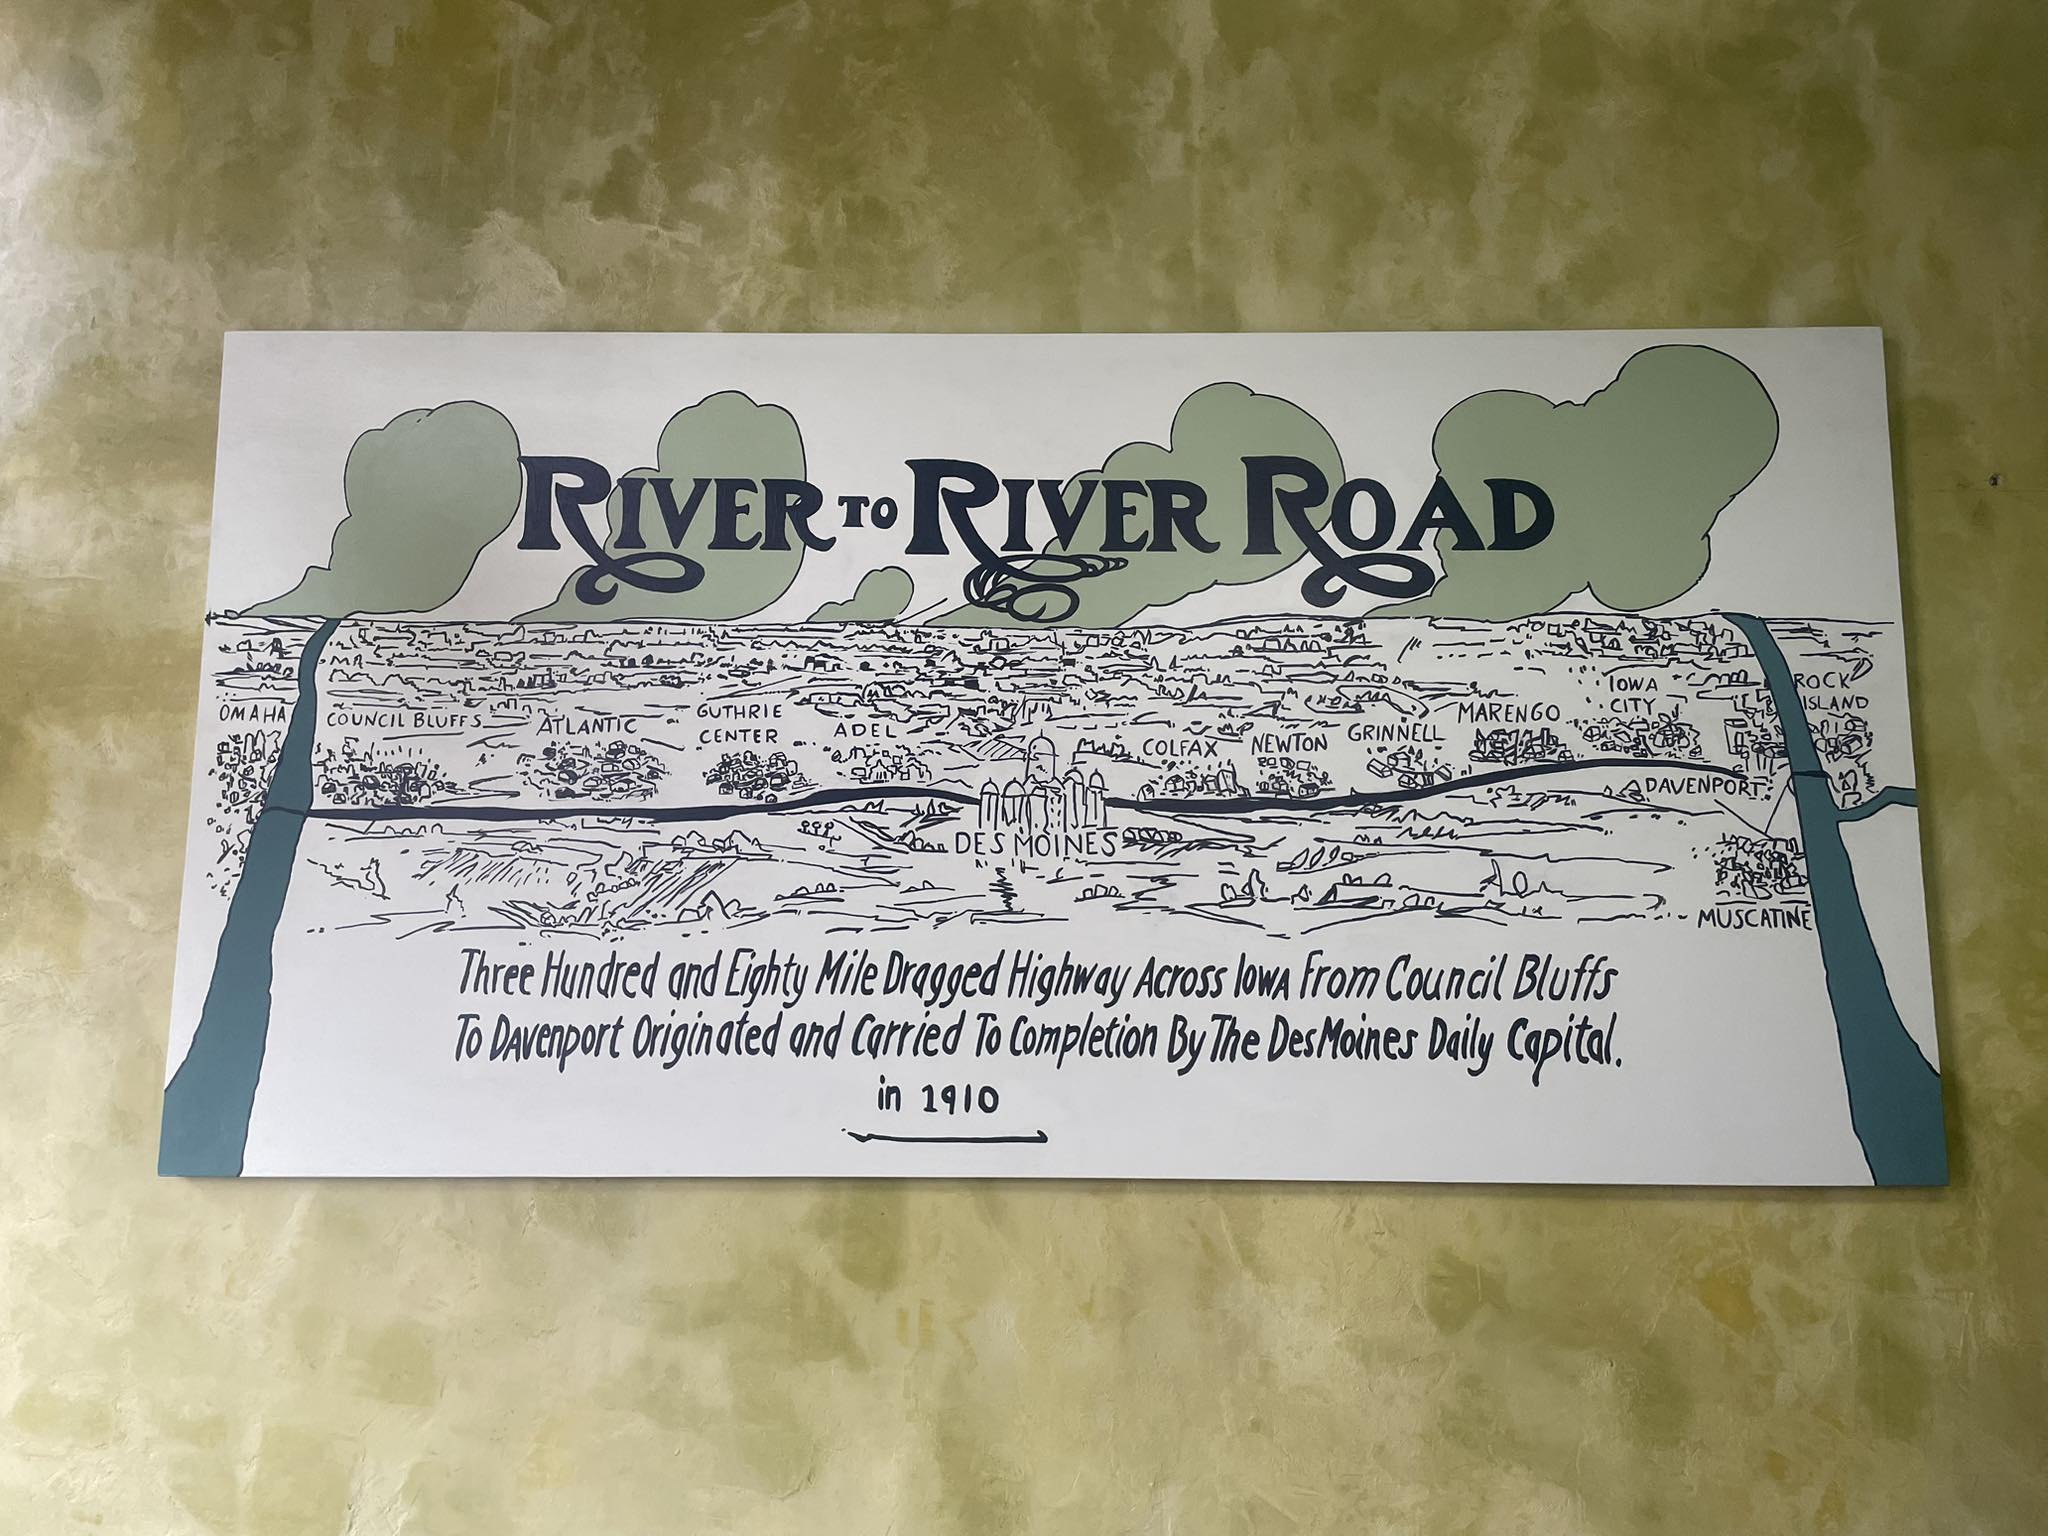 RIVER TO RIVER ROAD
OMAHA
COUNCIL BLUFFS
ATLANTIC
GUTHRIE
CENTER
ADEL
DES MOINES
COLFAX
NEWTON
GRINNELL
MARENGO
IOWA
CITY
DAVENPORT
ROCK
ISLAND
MUSCATINE
Three Hundred and Eighty Mile Dragged Highway Across Iowa From Council Bluffs
To Davenport Originated and Carried To Completion By The Des Moines Daily Capital.
in 1910